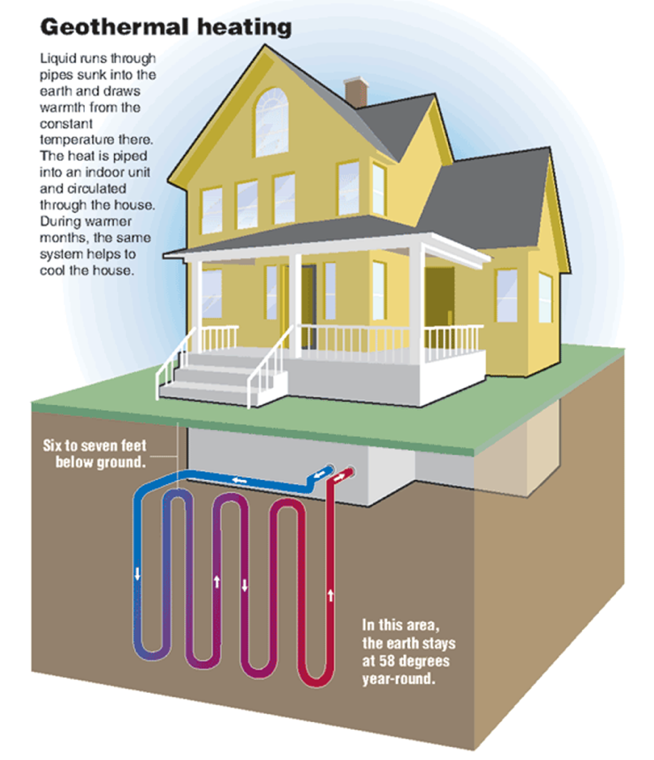 Geothermal heating
Liquid runs through
pipes sunk into the
earth and draws
warmth from the
constant
temperature there.
The heat is piped
into an indoor unit
and circulated
through the house.
During warmer
months, the same
system helps to
cool the house.
Six to seven feet
below ground.
In this area,
the earth stays
at 58 degrees
year-round.